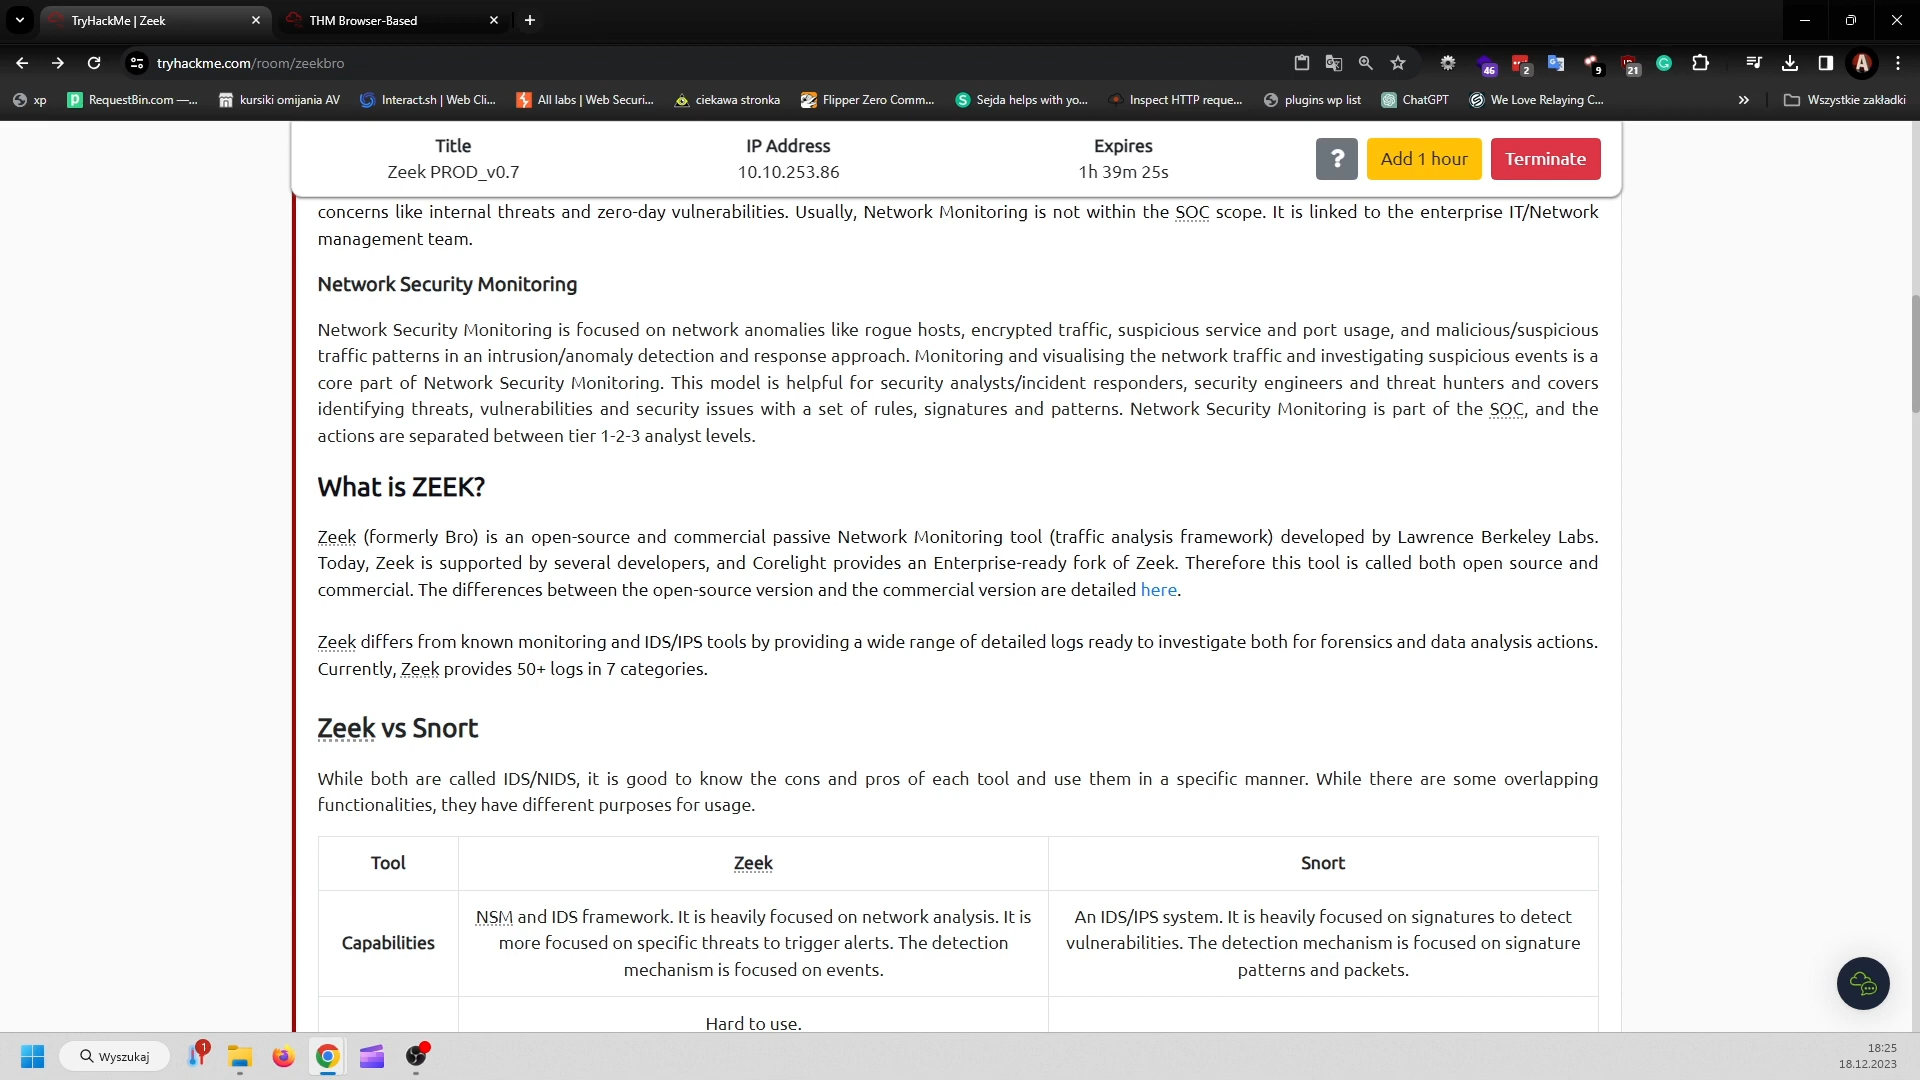 TryHackMe | Zeek
THM Browser-Based
tryhackme.com/room/zeekbro
46
2
9
21
A
xp
RequestBin.com —...
kursiki omijania AV
Interact.sh | Web Cli...
All labs | Web Securi...
ciekawa stronka
Flipper Zero Comm...
Sejda helps with yo...
Inspect HTTP reque...
plugins wp list
ChatGPT
We Love Relaying C...
»
Wszystkie zakładki
Title
IP Address
Expires
Zeek PROD_v0.7
10.10.253.86
1h 39m 25s
?
Add 1 hour
Terminate
concerns like internal threats and zero-day vulnerabilities. Usually, Network Monitoring is not within the SOC scope. It is linked to the enterprise IT/Network
management team.
Network Security Monitoring
Network Security Monitoring is focused on network anomalies like rogue hosts, encrypted traffic, suspicious service and port usage, and malicious/suspicious
traffic patterns in an intrusion/anomaly detection and response approach. Monitoring and visualising the network traffic and investigating suspicious events is a
core part of Network Security Monitoring. This model is helpful for security analysts/incident responders, security engineers and threat hunters and covers
identifying threats, vulnerabilities and security issues with a set of rules, signatures and patterns. Network Security Monitoring is part of the SOC, and the
actions are separated between tier 1-2-3 analyst levels.
What is ZEEK?
Zeek (formerly Bro) is an open-source and commercial passive Network Monitoring tool (traffic analysis framework) developed by Lawrence Berkeley Labs.
Today, Zeek is supported by several developers, and Corelight provides an Enterprise-ready fork of Zeek. Therefore this tool is called both open source and
commercial. The differences between the open-source version and the commercial version are detailed here.
Zeek differs from known monitoring and IDS/IPS tools by providing a wide range of detailed logs ready to investigate both for forensics and data analysis actions.
Currently, Zeek provides 50+ logs in 7 categories.
Zeek vs Snort
While both are called IDS/NIDS, it is good to know the cons and pros of each tool and use them in a specific manner. While there are some overlapping
functionalities, they have different purposes for usage.
Tool
Zeek
Snort
Capabilities
NSM and IDS framework. It is heavily focused on network analysis. It is
more focused on specific threats to trigger alerts. The detection
mechanism is focused on events.
An IDS/IPS system. It is heavily focused on signatures to detect
vulnerabilities. The detection mechanism is focused on signature
patterns and packets.
Hard to use.
Wyszukaj
1
18:25
18.12.2023